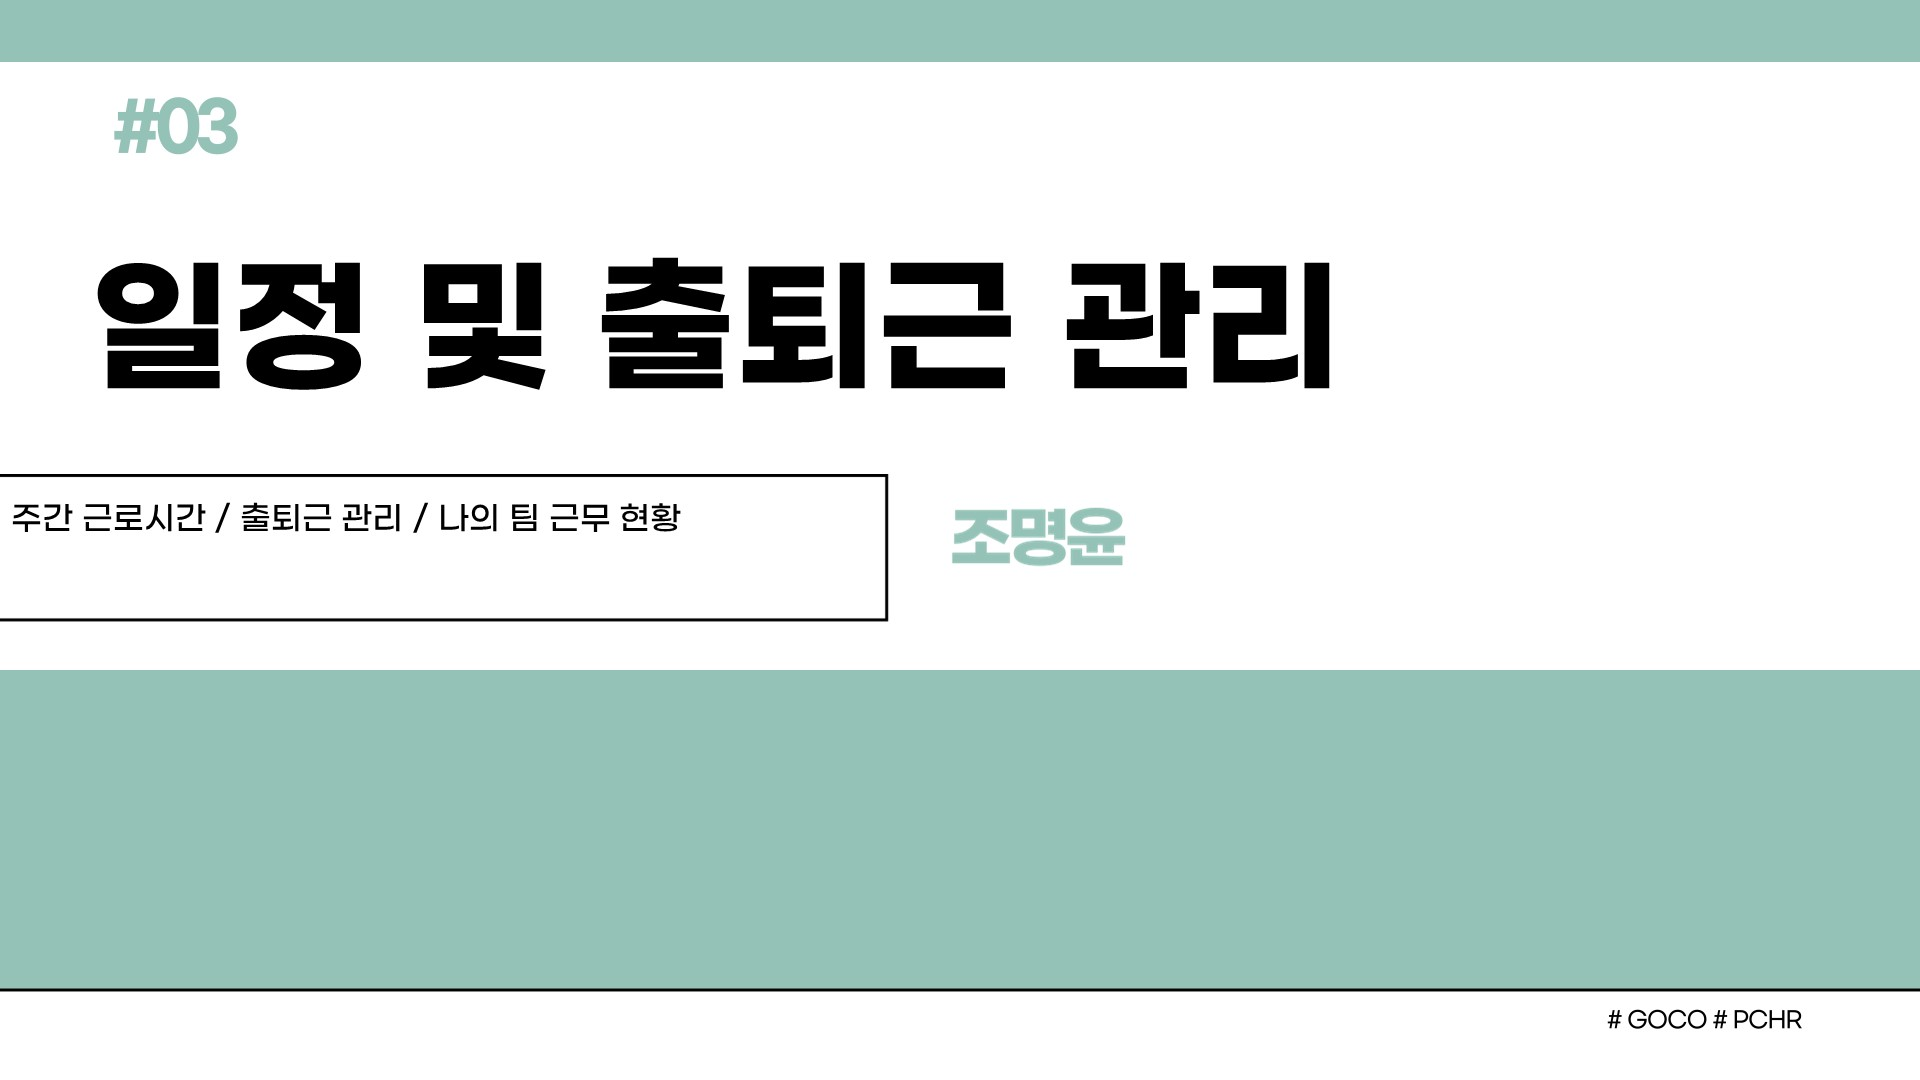 #03
일정 및 출퇴근 관리
주간 근로시간 / 출퇴근 관리 / 나의 팀 근무 현황
조명윤
# GOCO # PCHR